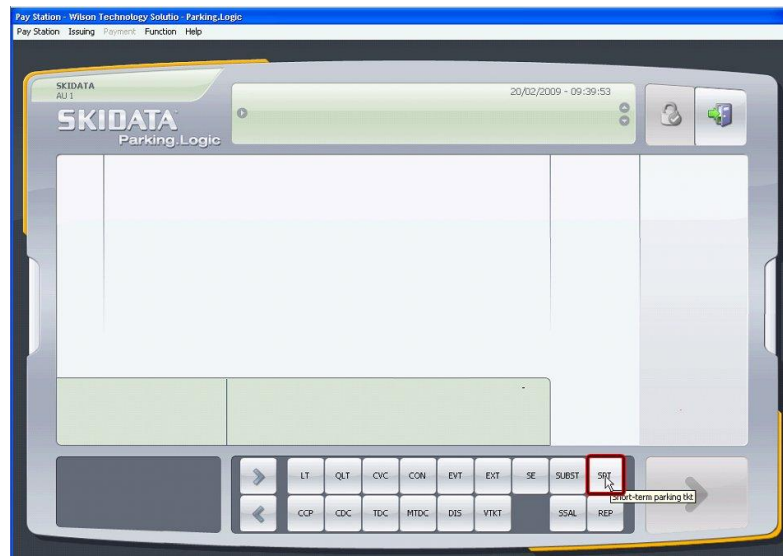 Pay Station - Wilson Technology Solutio - Parking.Logic
Pay Station Issuing Payment Function Help
SKIDATA
AU 1
20/02/2009 - 09:39:53
SKIDATA
Parking.Logic
LT QLT CVC CON EVT EXT SE SUBST SPT
Short-term parking tkt
CCP CDC TDC MTDC DIS VTKT SSAL REP